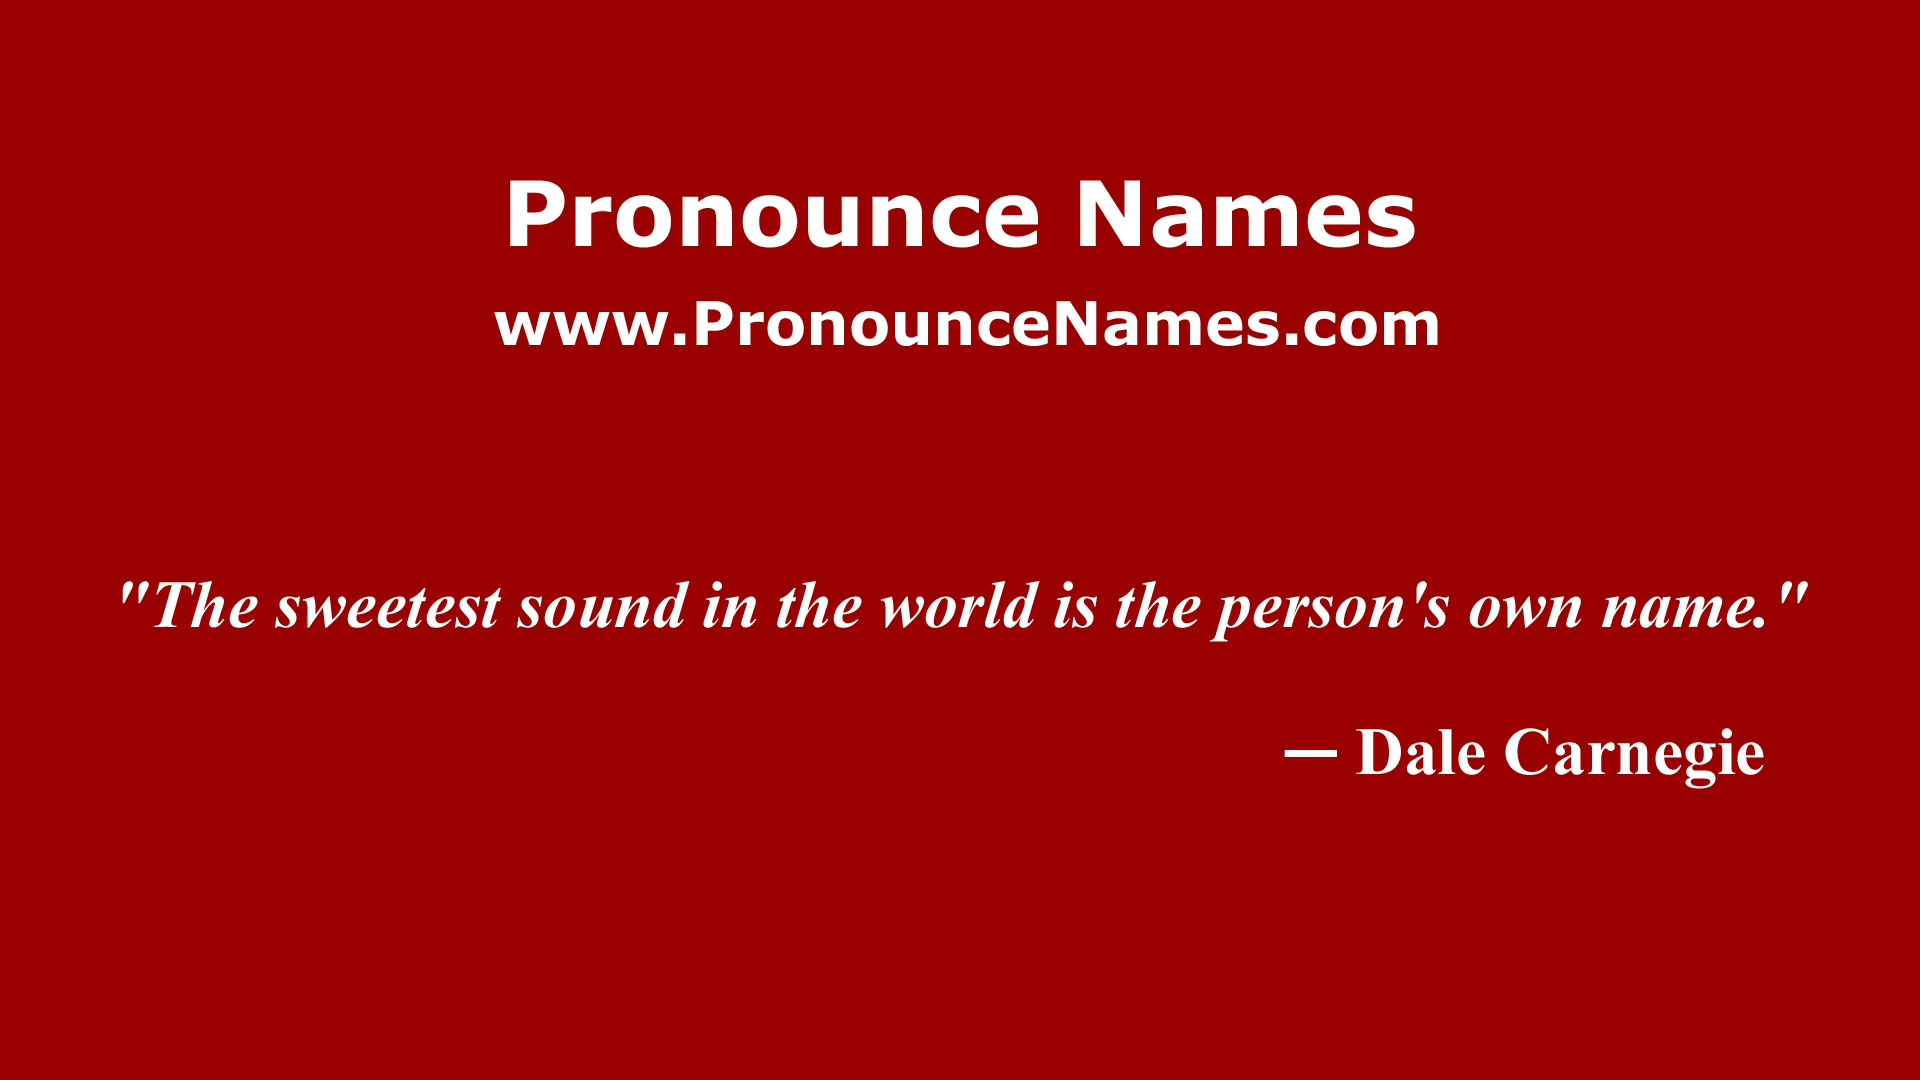 Pronounce Names
www.PronounceNames.com
"The sweetest sound in the world is the person's own name."
— Dale Carnegie